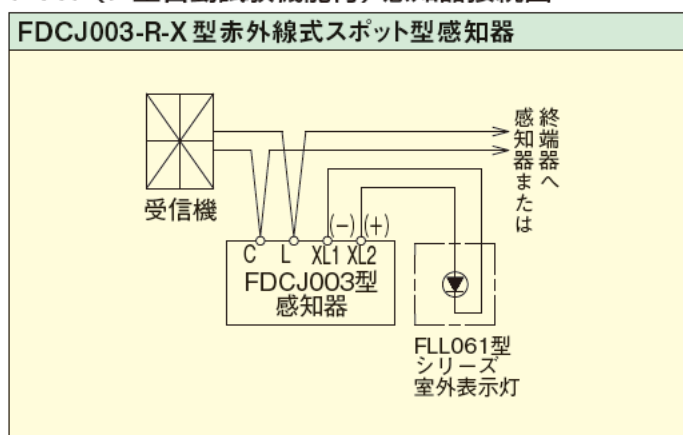 FDCJ003-R-X型赤外線式スポット型感知器
受信機
終端器へ
感知器または
(-) (+)
C L XL1 XL2
FDCJ003型
感知器
FLL061型
シリーズ
室外表示灯